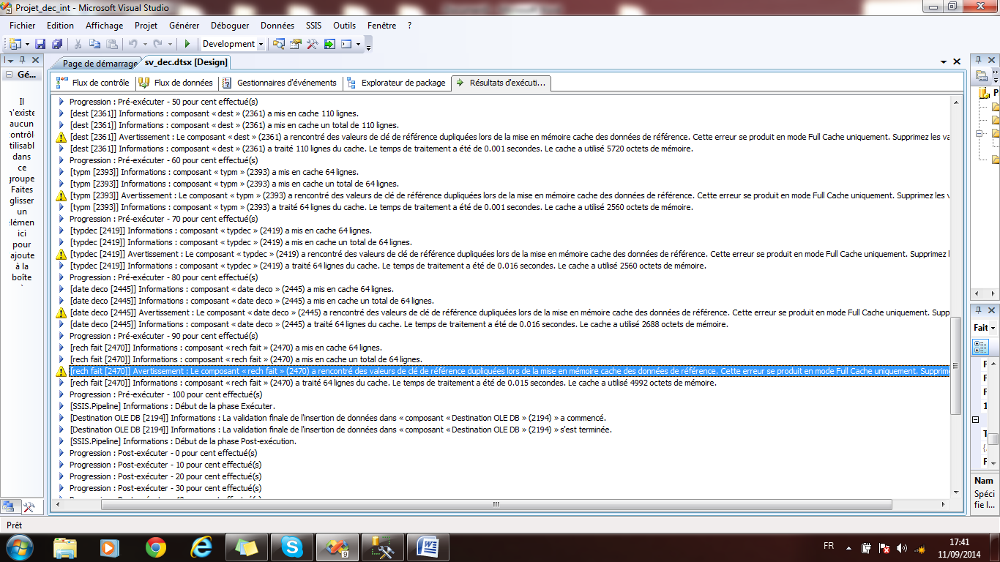 Projet_dec_int - Microsoft Visual Studio
Fichier Edition Affichage Projet Générer Déboguer Données SSIS Outils Fenêtre ?
Development
Page de démarrage sv_dec.dtsx [Design]
Gé...
Il
n'existe
aucun
contrôle
utilisable
dans
ce
groupe.
Faites
glisser
un
élément
ici
pour
ajoute
à la
boîte
Flux de contrôle Flux de données Gestionnaires d'événements Explorateur de package Résultats d'exécuti...
Progression : Pré-exécuter - 50 pour cent effectué(s)
[dest [2361]] Informations : composant « dest » (2361) a mis en cache 110 lignes.
[dest [2361]] Informations : composant « dest » (2361) a mis en cache un total de 110 lignes.
[dest [2361]] Avertissement : Le composant « dest » (2361) a rencontré des valeurs de clé de référence dupliquées lors de la mise en mémoire cache des données de référence. Cette erreur se produit en mode Full Cache uniquement. Supprimez les va
[dest [2361]] Informations : composant « dest » (2361) a traité 110 lignes du cache. Le temps de traitement a été de 0.001 secondes. Le cache a utilisé 5720 octets de mémoire.
Progression : Pré-exécuter - 60 pour cent effectué(s)
[typm [2393]] Informations : composant « typm » (2393) a mis en cache 64 lignes.
[typm [2393]] Informations : composant « typm » (2393) a mis en cache un total de 64 lignes.
[typm [2393]] Avertissement : Le composant « typm » (2393) a rencontré des valeurs de clé de référence dupliquées lors de la mise en mémoire cache des données de référence. Cette erreur se produit en mode Full Cache uniquement. Supprimez les v
[typm [2393]] Informations : composant « typm » (2393) a traité 64 lignes du cache. Le temps de traitement a été de 0.001 secondes. Le cache a utilisé 2560 octets de mémoire.
Progression : Pré-exécuter - 70 pour cent effectué(s)
[typdec [2419]] Informations : composant « typdec » (2419) a mis en cache 64 lignes.
[typdec [2419]] Informations : composant « typdec » (2419) a mis en cache un total de 64 lignes.
[typdec [2419]] Avertissement : Le composant « typdec » (2419) a rencontré des valeurs de clé de référence dupliquées lors de la mise en mémoire cache des données de référence. Cette erreur se produit en mode Full Cache uniquement. Supprimez l
[typdec [2419]] Informations : composant « typdec » (2419) a traité 64 lignes du cache. Le temps de traitement a été de 0.016 secondes. Le cache a utilisé 2560 octets de mémoire.
Progression : Pré-exécuter - 80 pour cent effectué(s)
[date deco [2445]] Informations : composant « date deco » (2445) a mis en cache 64 lignes.
[date deco [2445]] Informations : composant « date deco » (2445) a mis en cache un total de 64 lignes.
[date deco [2445]] Avertissement : Le composant « date deco » (2445) a rencontré des valeurs de clé de référence dupliquées lors de la mise en mémoire cache des données de référence. Cette erreur se produit en mode Full Cache uniquement. Supp
[date deco [2445]] Informations : composant « date deco » (2445) a traité 64 lignes du cache. Le temps de traitement a été de 0.016 secondes. Le cache a utilisé 2688 octets de mémoire.
Progression : Pré-exécuter - 90 pour cent effectué(s)
[rech fait [2470]] Informations : composant « rech fait » (2470) a mis en cache 64 lignes.
[rech fait [2470]] Informations : composant « rech fait » (2470) a mis en cache un total de 64 lignes.
[rech fait [2470]] Avertissement : Le composant « rech fait » (2470) a rencontré des valeurs de clé de référence dupliquées lors de la mise en mémoire cache des données de référence. Cette erreur se produit en mode Full Cache uniquement. Supprime
[rech fait [2470]] Informations : composant « rech fait » (2470) a traité 64 lignes du cache. Le temps de traitement a été de 0.015 secondes. Le cache a utilisé 4992 octets de mémoire.
Progression : Pré-exécuter - 100 pour cent effectué(s)
[SSIS.Pipeline] Informations : Début de la phase Exécuter.
[Destination OLE DB [2194]] Informations : La validation finale de l'insertion de données dans « composant « Destination OLE DB » (2194) » a commencé.
[Destination OLE DB [2194]] Informations : La validation finale de l'insertion de données dans « composant « Destination OLE DB » (2194) » s'est terminée.
[SSIS.Pipeline] Informations : Début de la phase Post-exécution.
Progression : Post-exécuter - 0 pour cent effectué(s)
Progression : Post-exécuter - 10 pour cent effectué(s)
Progression : Post-exécuter - 20 pour cent effectué(s)
Progression : Post-exécuter - 30 pour cent effectué(s)
P
Fait
Nam
Spéci
fie l...
Prêt
FR
17:41
11/09/2014